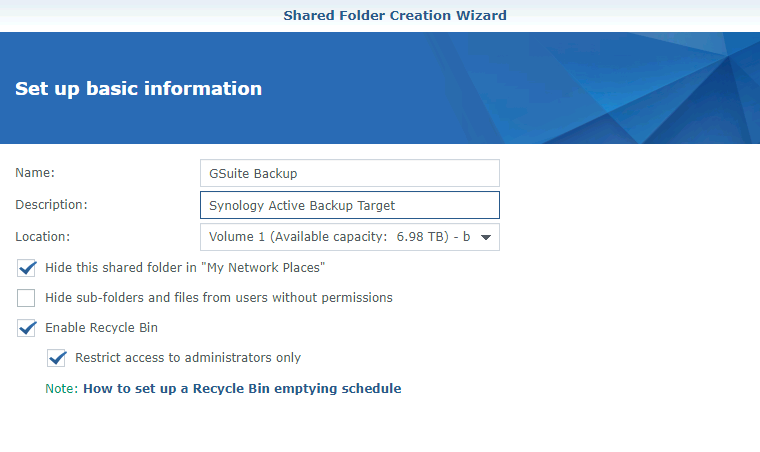 Shared Folder Creation Wizard
Set up basic information
Name: GSuite Backup
Description: Synology Active Backup Target
Location: Volume 1 (Available capacity: 6.98 TB) - b
Hide this shared folder in "My Network Places"
Hide sub-folders and files from users without permissions
Enable Recycle Bin
Restrict access to administrators only
Note: How to set up a Recycle Bin emptying schedule